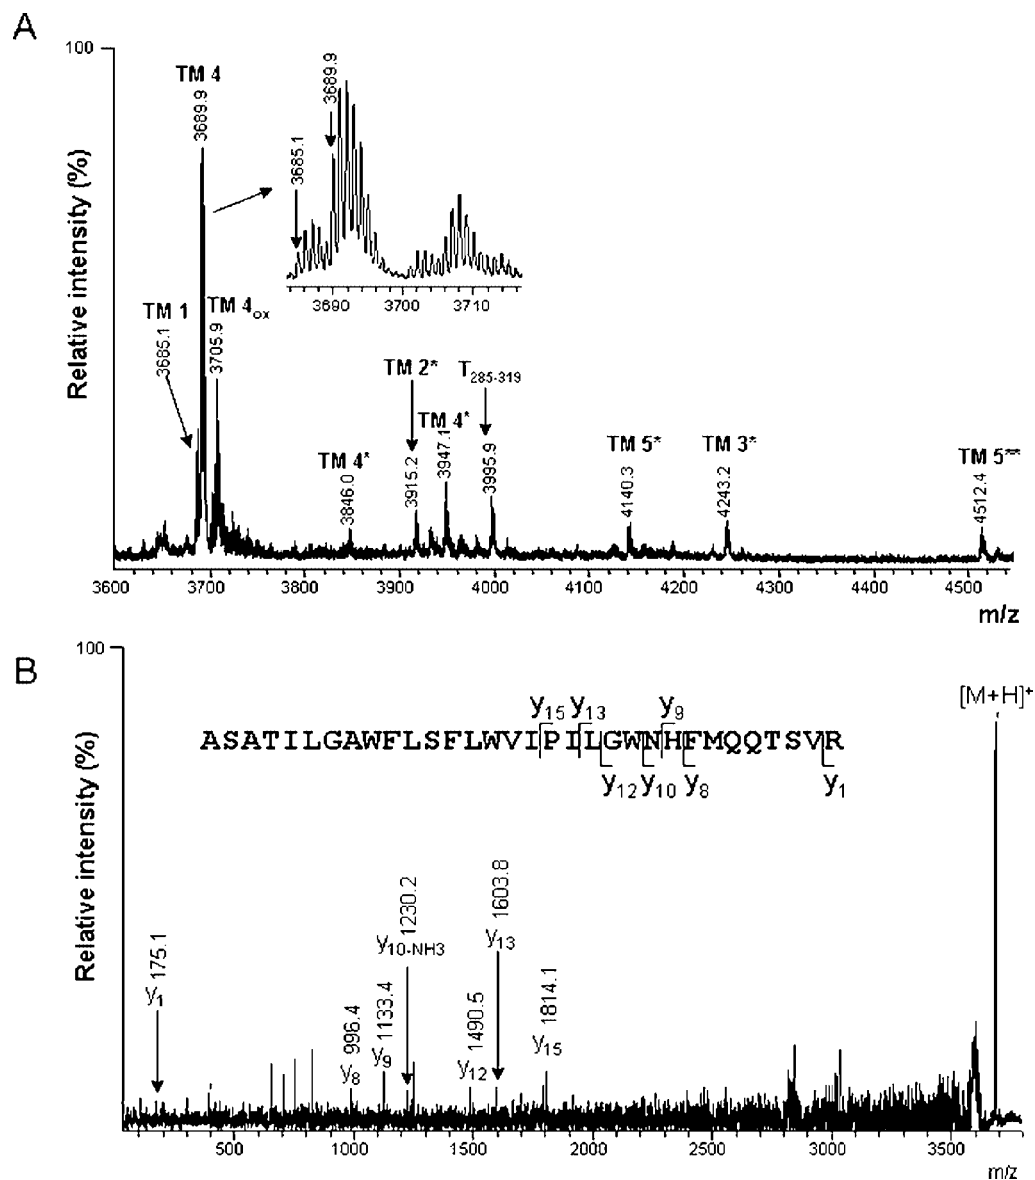 A
100
Relative intensity (%)
TM 4
3689.9
TM 1
3685.1
TM 4ox
3705.9
3685.1
3689.9
3690 3700 3710
TM 4*
3846.0
TM 2*
3915.2
TM 4*
3947.1
T285-319
3995.9
TM 5*
4140.3
TM 3*
4243.2
TM 5**
4512.4
3600 3700 3800 3900 4000 4100 4200 4300 4400 4500
m/z
B
100
Relative intensity (%)
[M+H]+
y15 y13 y9
ASATILGAWFLSFLWVIPILGWNHFMQQTSVR
y12 y10 y8 y1
y1 175.1
y8 996.4
y9 1133.4
y10-NH3 1230.2
y12 1490.5
y13 1603.8
y15 1814.1
500 1000 1500 2000 2500 3000 3500
m/z